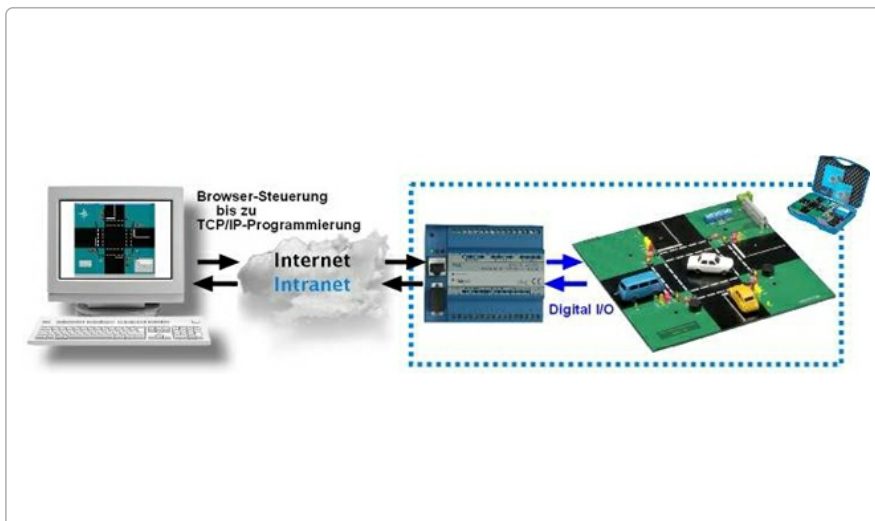 Browser-Steuerung
bis zu
TCP/IP-Programmierung
Internet
Intranet
Digital I/O